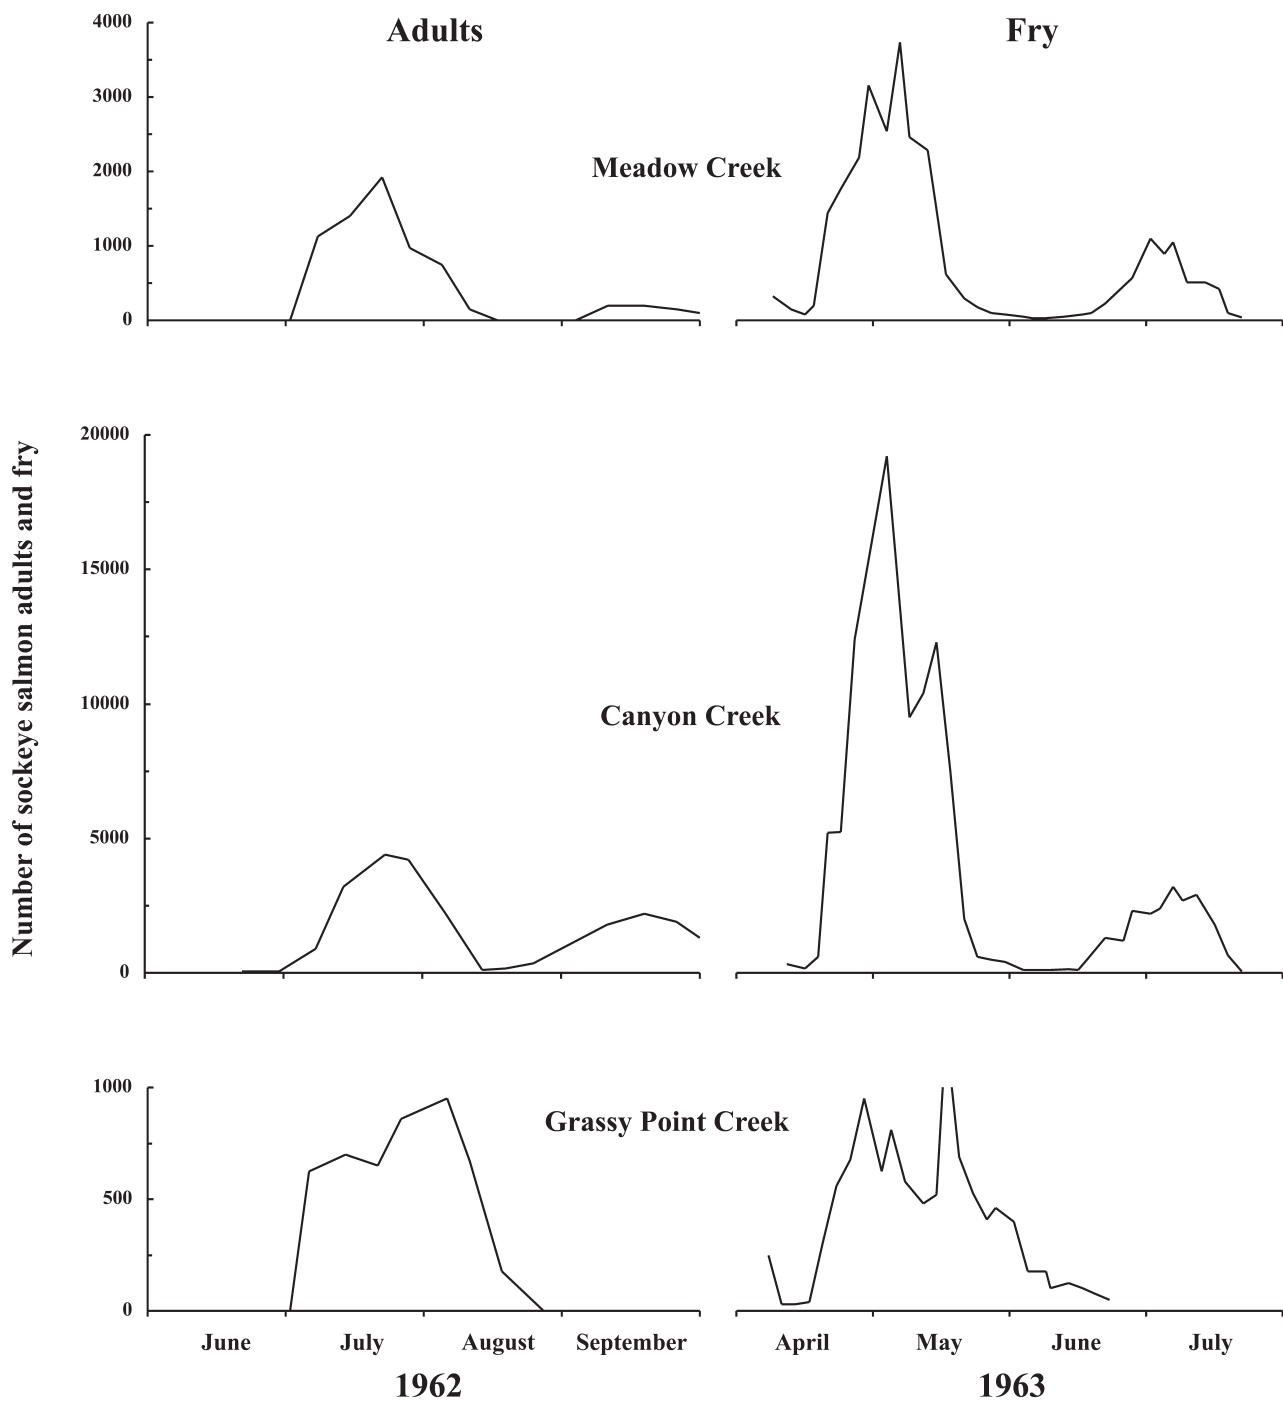 Adults
Fry
4000
3000
2000
1000
0
Meadow Creek
Number of sockeye salmon adults and fry
20000
15000
10000
5000
0
Canyon Creek
1000
500
0
Grassy Point Creek
June July August September
April May June July
1962
1963